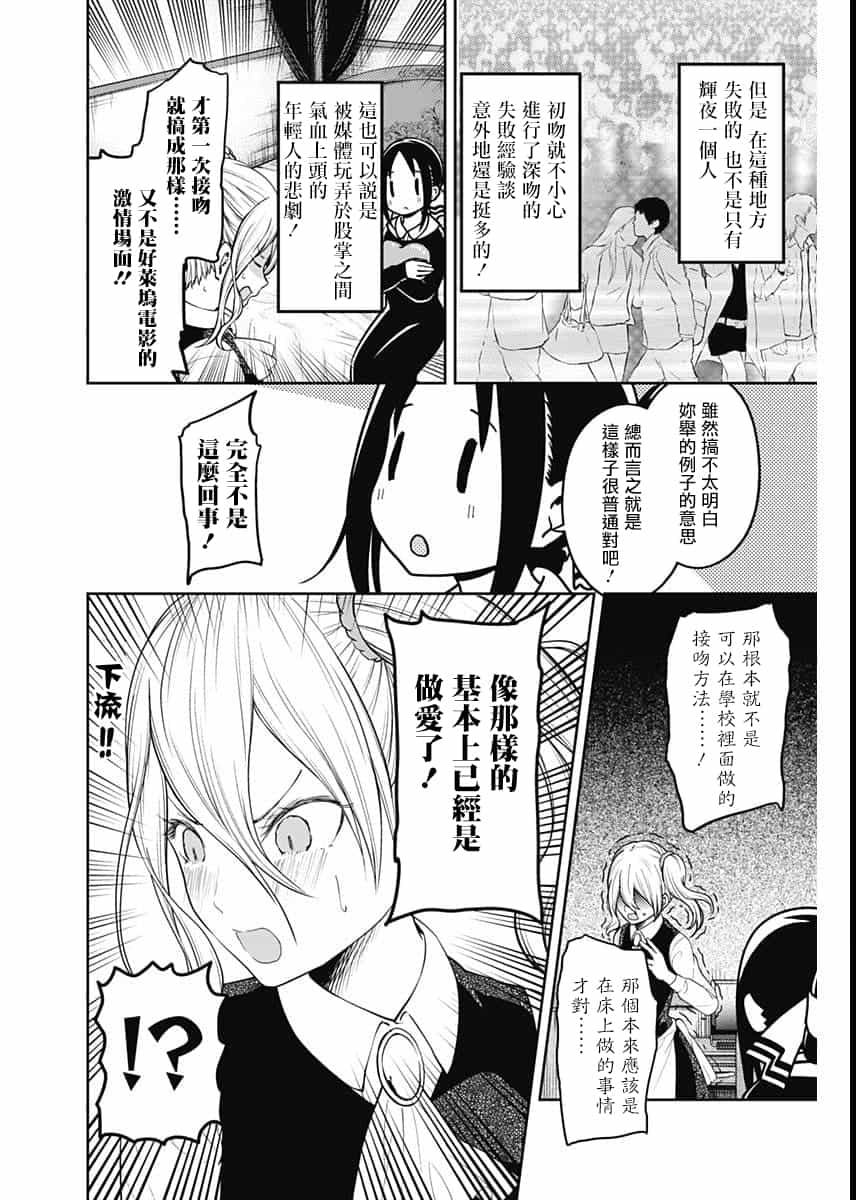 但是 在這種地方
失敗的 也不是只有
輝夜一個人
初吻就不小心
進行了深吻的
失敗經驗談
意外地還是挺多的！
這也可以說是
被媒體玩弄於股掌之間
氣血上頭的
年輕人的悲劇！
才第一次接吻
就搞成那樣……
又不是好萊塢電影的
激情場面!!
雖然搞不太明白
妳舉的例子的意思
總而言之就是
這樣子很普通對吧！
完全不是
這麼回事！
那根本就不是
可以在學校裡面做的
接吻方法……！
那個本來應該是
在床上做的事情
才對……
像那樣的
基本上已經是
做愛了！
下流!!
!?